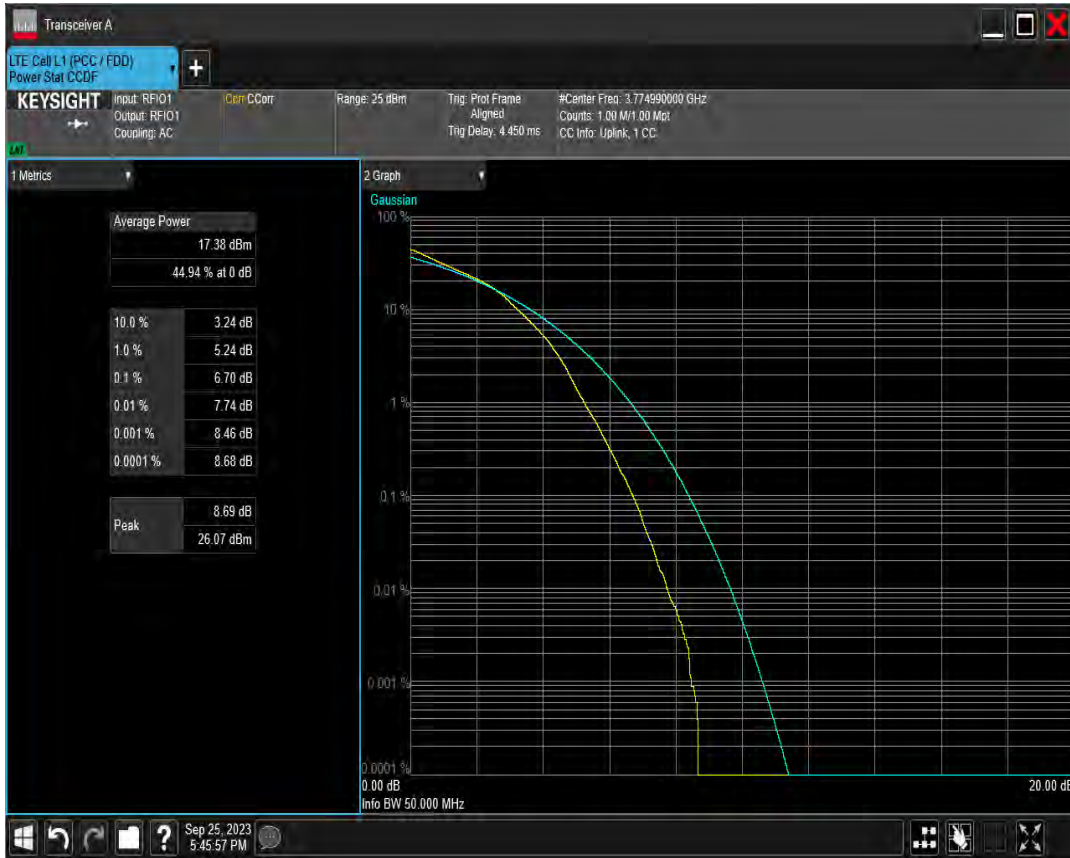 Transceiver A
LTE Cell L1 (PCC / FDD)
Power Stat CCDF
+
KEYSIGHT
Input: RFIO1
Output: RFIO1
Coupling: AC
Corr CCorr
Range: 25 dBm
Trig: Prot Frame
Aligned
Trig Delay: 4.450 ms
#Center Freq: 3.774990000 GHz
Counts: 1.00 M/1.00 Mpt
CC Info: Uplink, 1 CC
1 Metrics
Average Power
17.38 dBm
44.94 % at 0 dB
10.0 % 3.24 dB
1.0 % 5.24 dB
0.1 % 6.70 dB
0.01 % 7.74 dB
0.001 % 8.46 dB
0.0001 % 8.68 dB
Peak
8.69 dB
26.07 dBm
2 Graph
Gaussian
100 %
10 %
1 %
0.1 %
0.01 %
0.001 %
0.0001 %
0.00 dB
20.00 dB
Info BW 50.000 MHz
?
Sep 25, 2023
5:45:57 PM